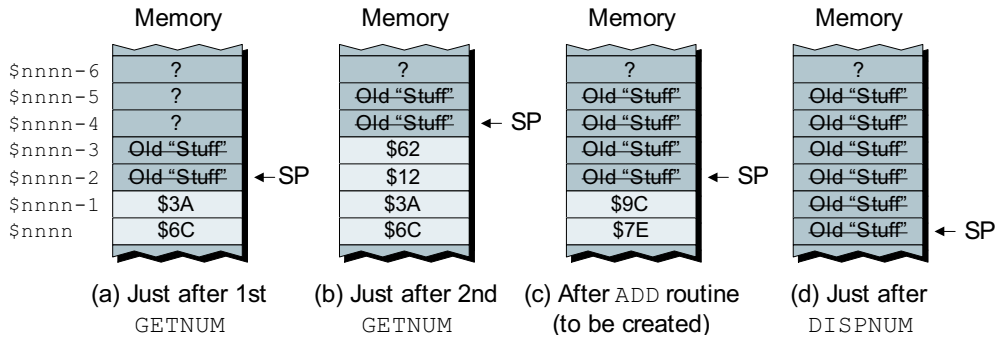 Memory Memory Memory Memory
$nnnn-6 ? ? ? ?
$nnnn-5 ? Old “Stuff” Old “Stuff” Old “Stuff”
$nnnn-4 ? Old “Stuff” ← SP Old “Stuff” Old “Stuff”
$nnnn-3 Old “Stuff” $62 Old “Stuff” Old “Stuff”
$nnnn-2 Old “Stuff” ← SP $12 Old “Stuff” ← SP Old “Stuff”
$nnnn-1 $3A $3A $9C Old “Stuff”
$nnnn $6C $6C $7E Old “Stuff” ← SP
(a) Just after 1st (b) Just after 2nd (c) After ADD routine (d) Just after
GETNUM GETNUM (to be created) DISPNUM